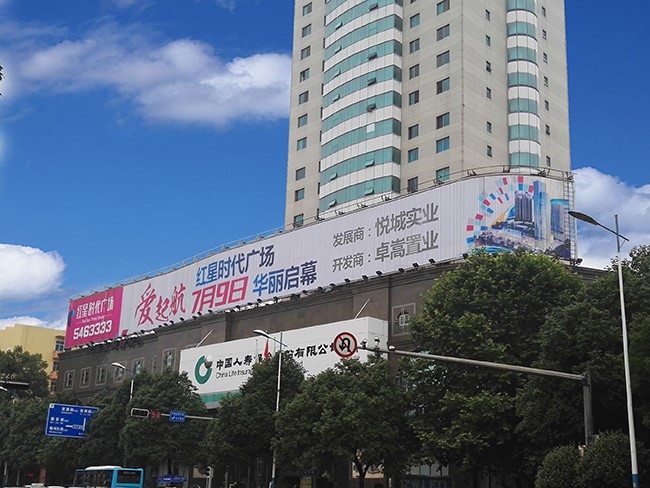 红星时代广场
5463333
爱起航
红星时代广场
7月9日 华丽启幕
发展商：悦城实业
开发商：卓嵩置业
中国人寿
有限公
China Life Insura